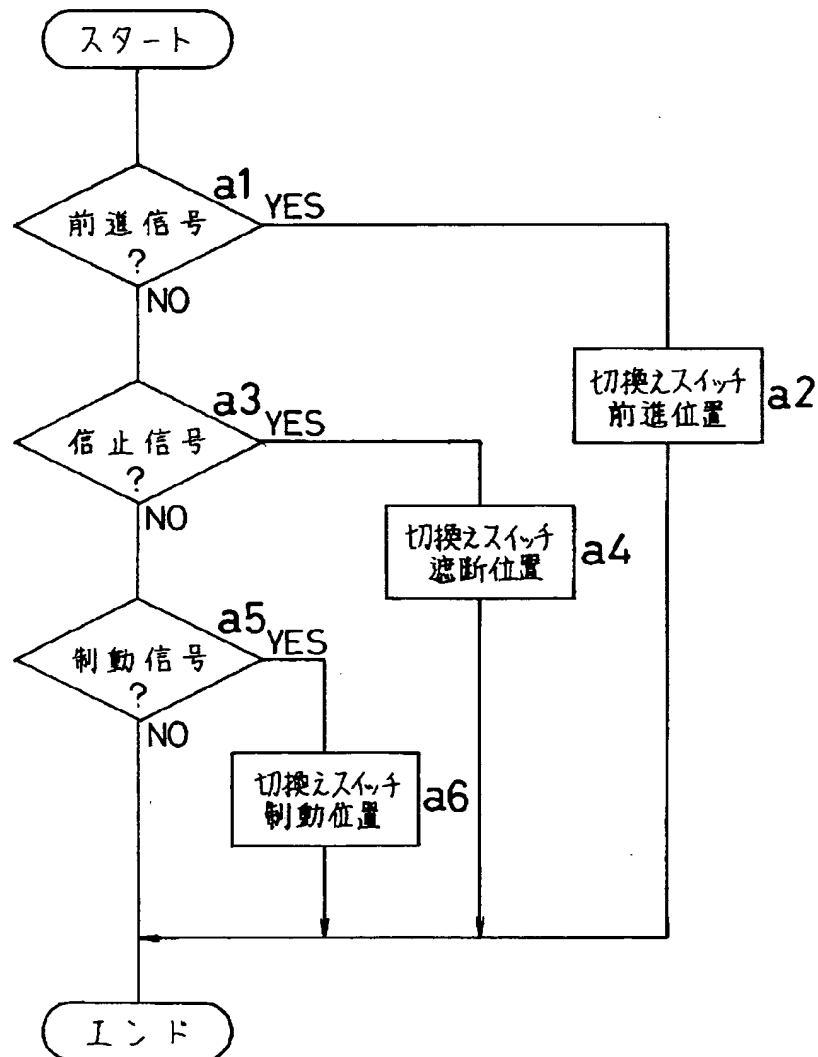 スタート
a1
YES
前進信号
?
NO
切換えスイッチ
前進位置
a2
a3
YES
信止信号
?
NO
切換えスイッチ
遮断位置
a4
a5
YES
制動信号
?
NO
切換えスイッチ
制動位置
a6
エンド